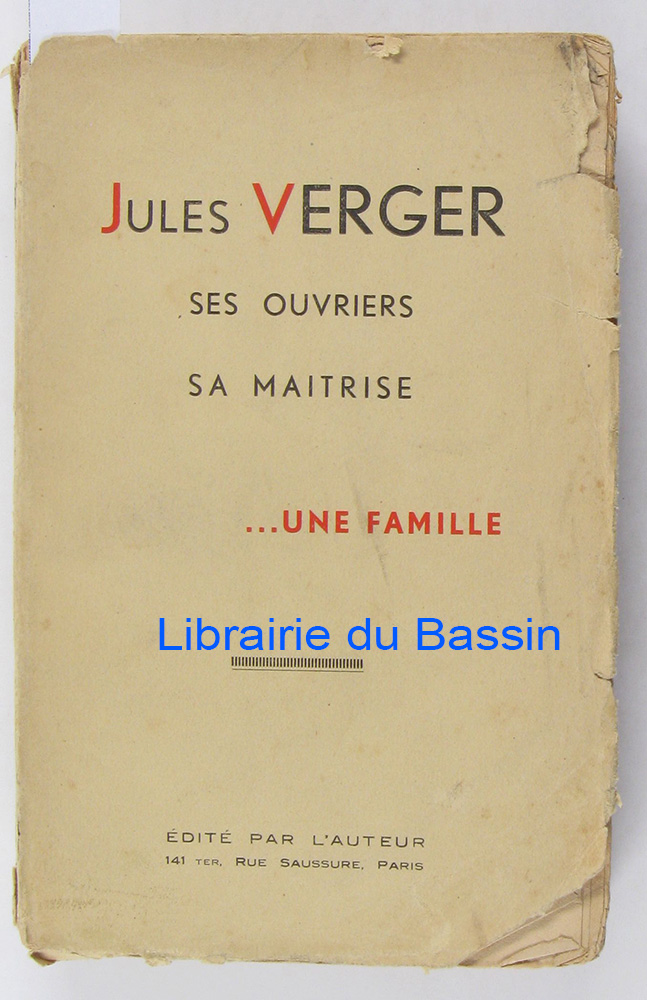 JULES VERGER
SES OUVRIERS
SA MAITRISE
...UNE FAMILLE
Librairie du Bassin
ÉDITÉ PAR L'AUTEUR
141 TER, RUE SAUSSURE, PARIS